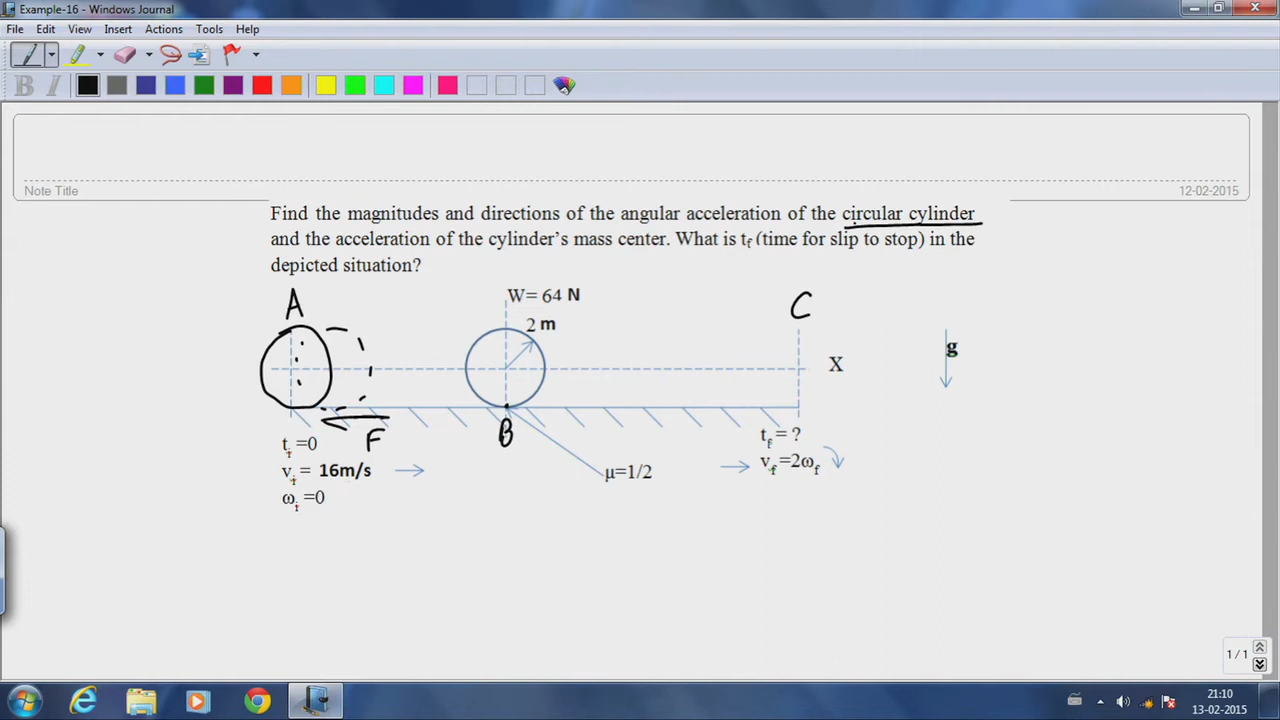 Example-16 - Windows Journal
File Edit View Insert Actions Tools Help
B I
Note Title
12-02-2015
Find the magnitudes and directions of the angular acceleration of the circular cylinder
and the acceleration of the cylinder's mass center. What is tf (time for slip to stop) in the
depicted situation?
A
W= 64 N
C
2 m
X
g
F
B
ti =0
vi = 16m/s
ωi =0
μ=1/2
tf = ?
vf =2ωf
1 / 1
21:10
13-02-2015